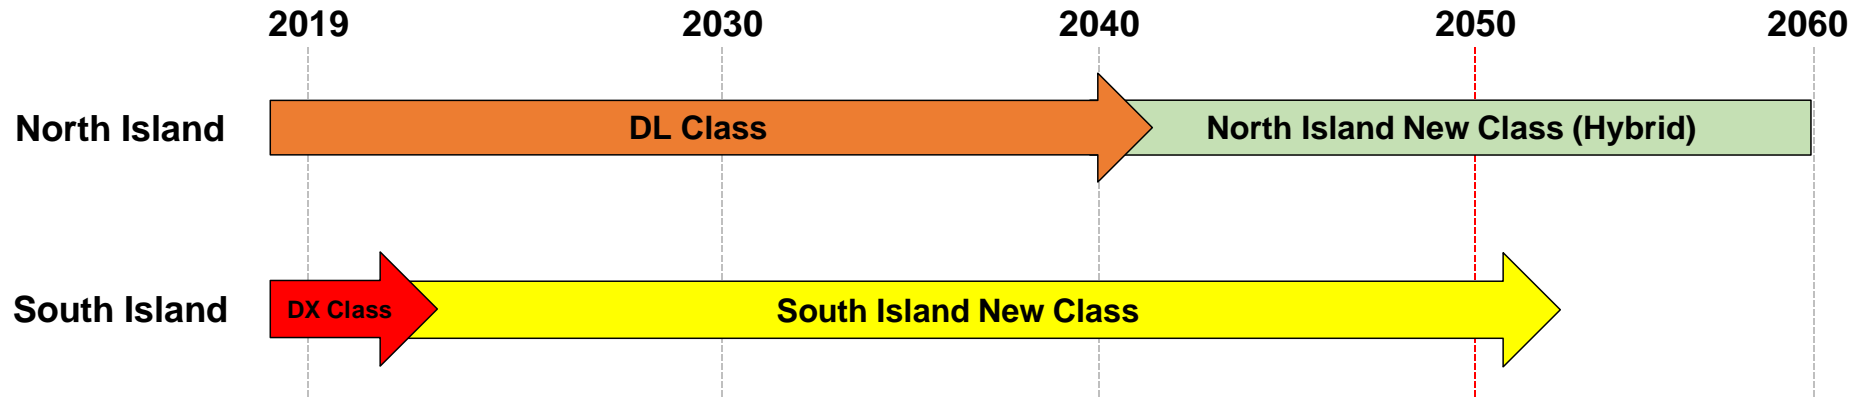 2019 2030 2040 2050 2060
North Island DL Class North Island New Class (Hybrid)
South Island DX Class South Island New Class